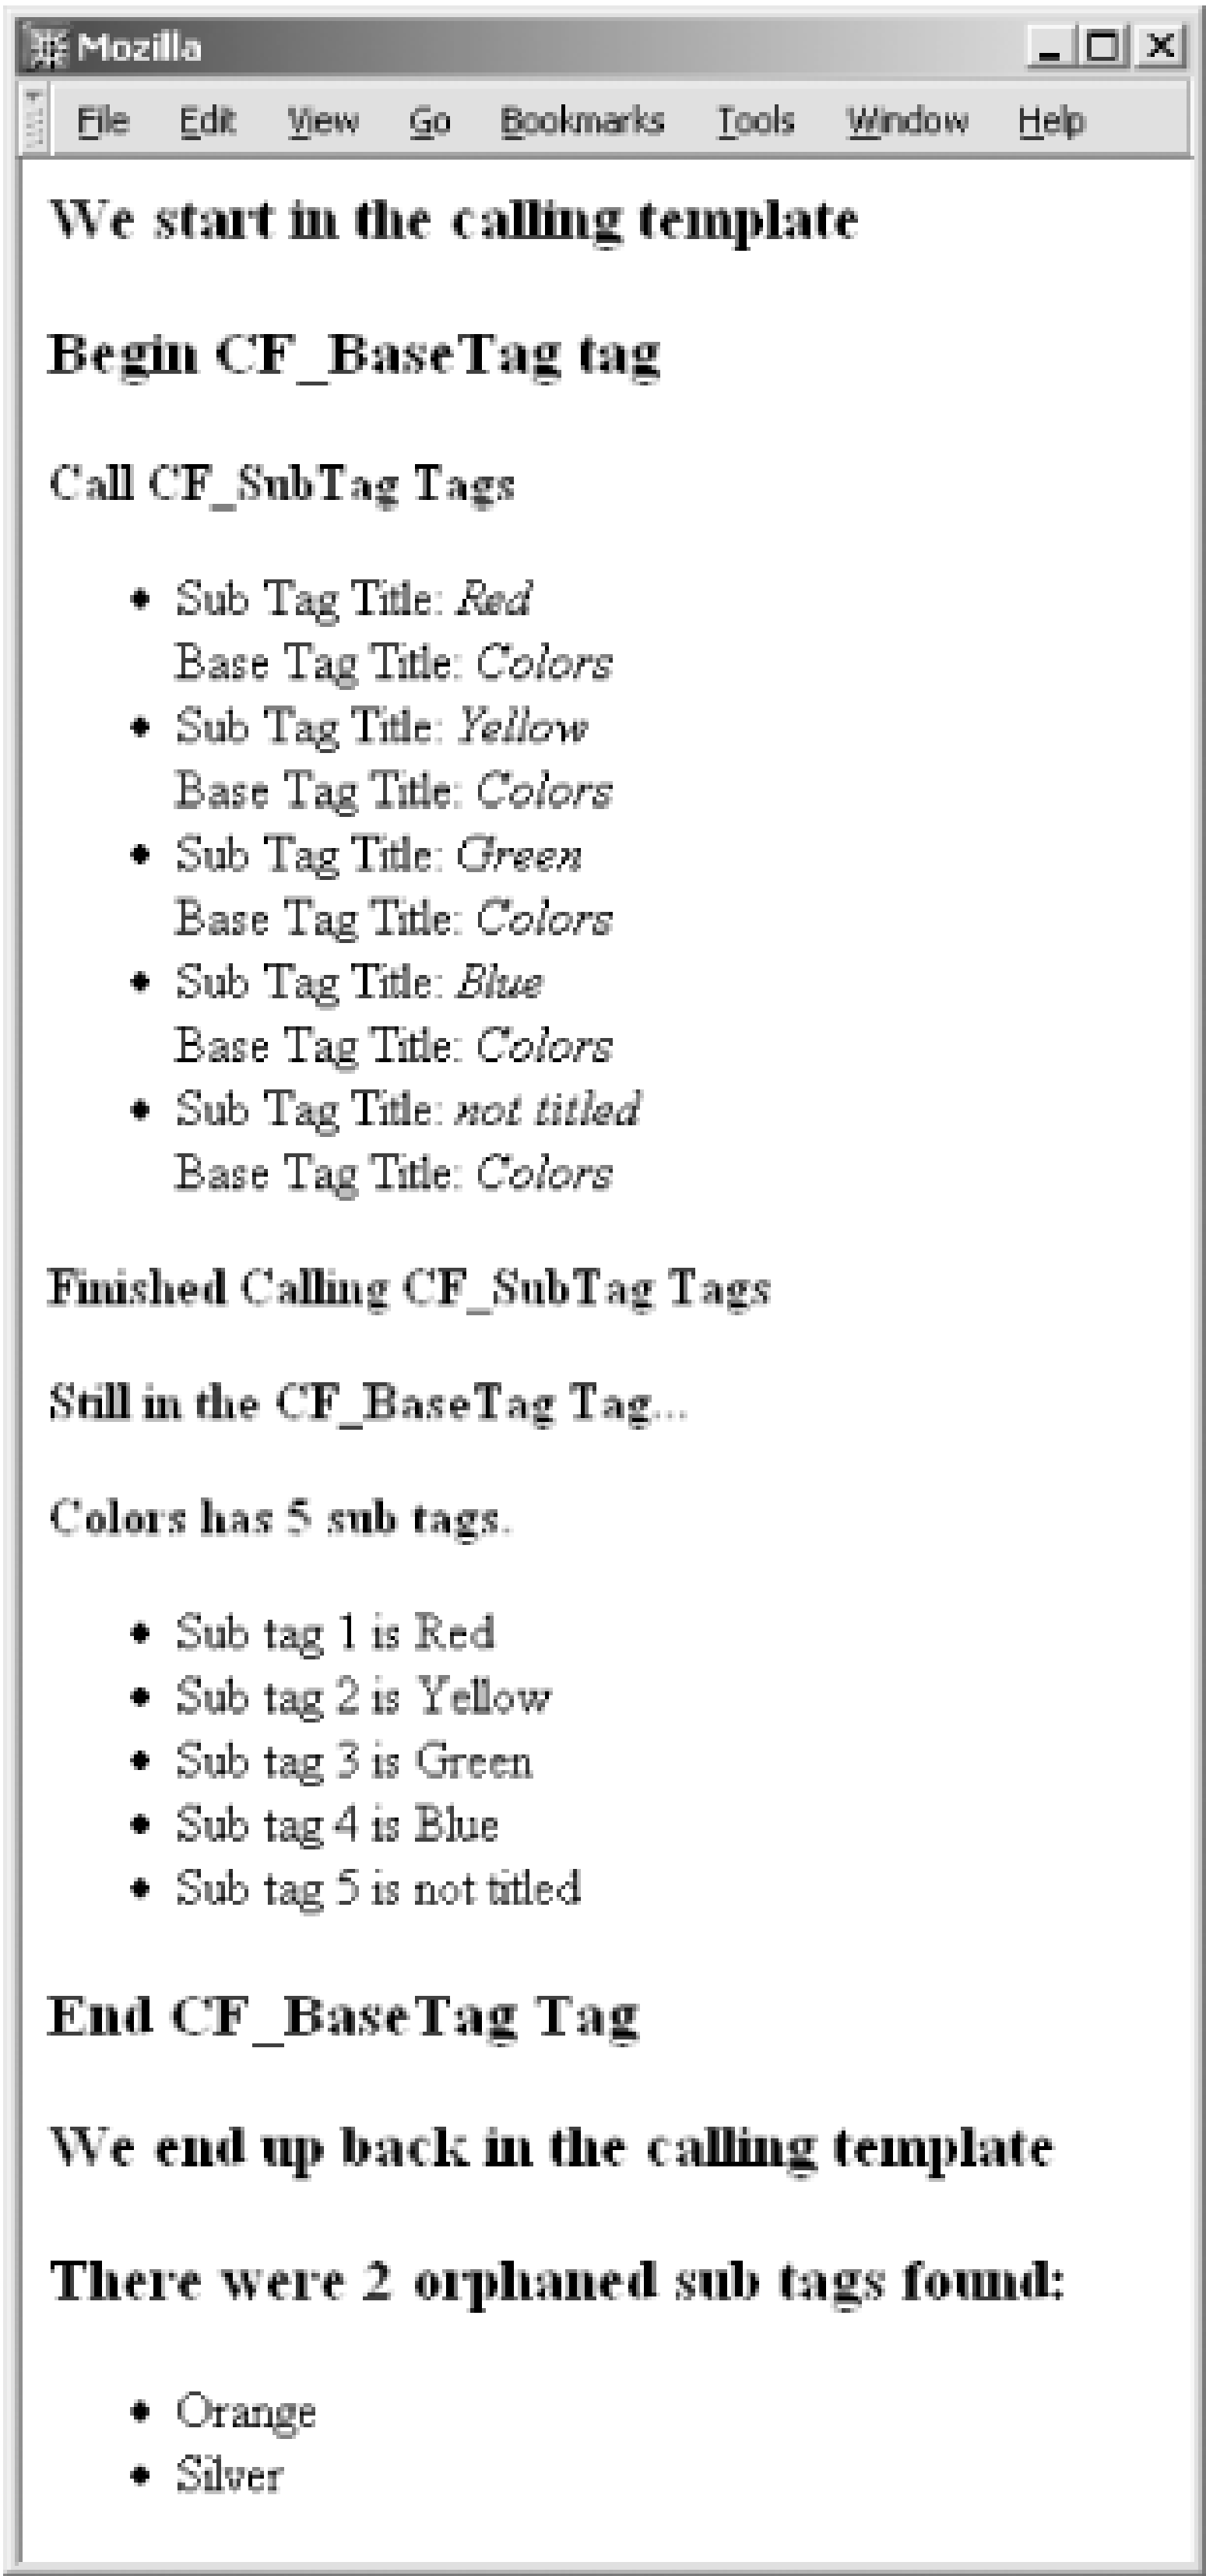 Mozilla
File Edit View Go Bookmarks Tools Window Help
We start in the calling template
Begin CF_BaseTag tag
Call CF_SubTag Tags
• Sub Tag Title: Red
Base Tag Title: Colors
• Sub Tag Title: Yellow
Base Tag Title: Colors
• Sub Tag Title: Green
Base Tag Title: Colors
• Sub Tag Title: Blue
Base Tag Title: Colors
• Sub Tag Title: not titled
Base Tag Title: Colors
Finished Calling CF_SubTag Tags
Still in the CF_BaseTag Tag...
Colors has 5 sub tags.
• Sub tag 1 is Red
• Sub tag 2 is Yellow
• Sub tag 3 is Green
• Sub tag 4 is Blue
• Sub tag 5 is not titled
End CF_BaseTag Tag
We end up back in the calling template
There were 2 orphaned sub tags found:
• Orange
• Silver